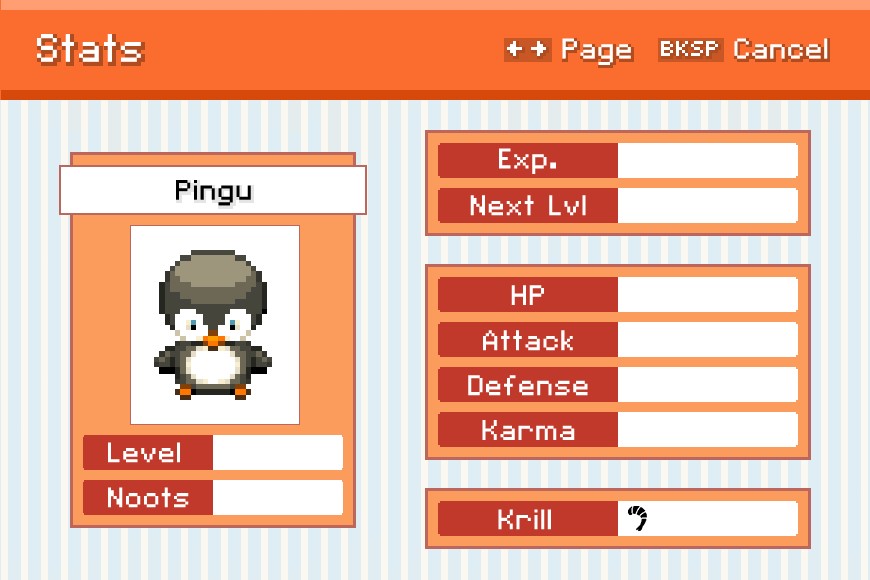 Stats
Page
BKSP Cancel
Pingu
Level
Noots
Exp.
Next Lvl
HP
Attack
Defense
Karma
Krill